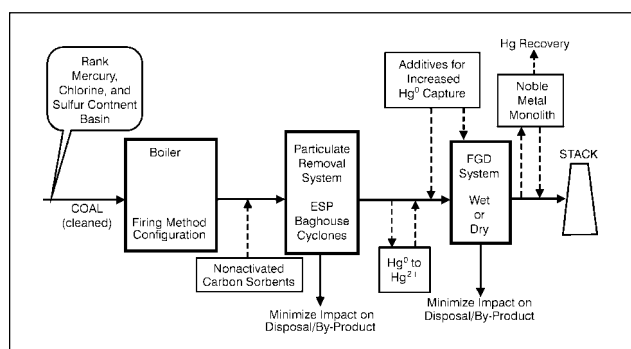 Rank
Mercury,
Chlorine, and
Sulfur Contnent
Basin
COAL
(cleaned)
Boiler
Firing Method
Configuration
Nonactivated
Carbon Sorbents
Particulate
Removal
System
ESP
Baghouse
Cyclones
Minimize Impact on
Disposal/By-Product
Additives for
Increased
Hg⁰ Capture
Hg⁰ to
Hg²⁺
FGD
System
Wet
or
Dry
Minimize Impact on
Disposal/By-Product
Hg Recovery
Noble
Metal
Monolith
STACK